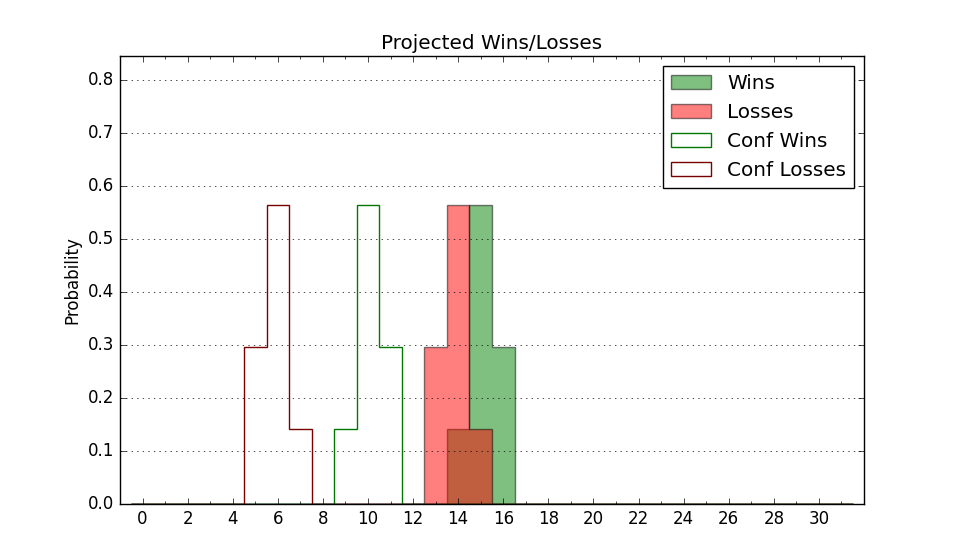 Projected Wins/Losses
Wins
Losses
Conf Wins
Conf Losses
Probability
0.8
0.7
0.6
0.5
0.4
0.3
0.2
0.1
0.0
0 2 4 6 8 10 12 14 16 18 20 22 24 26 28 30